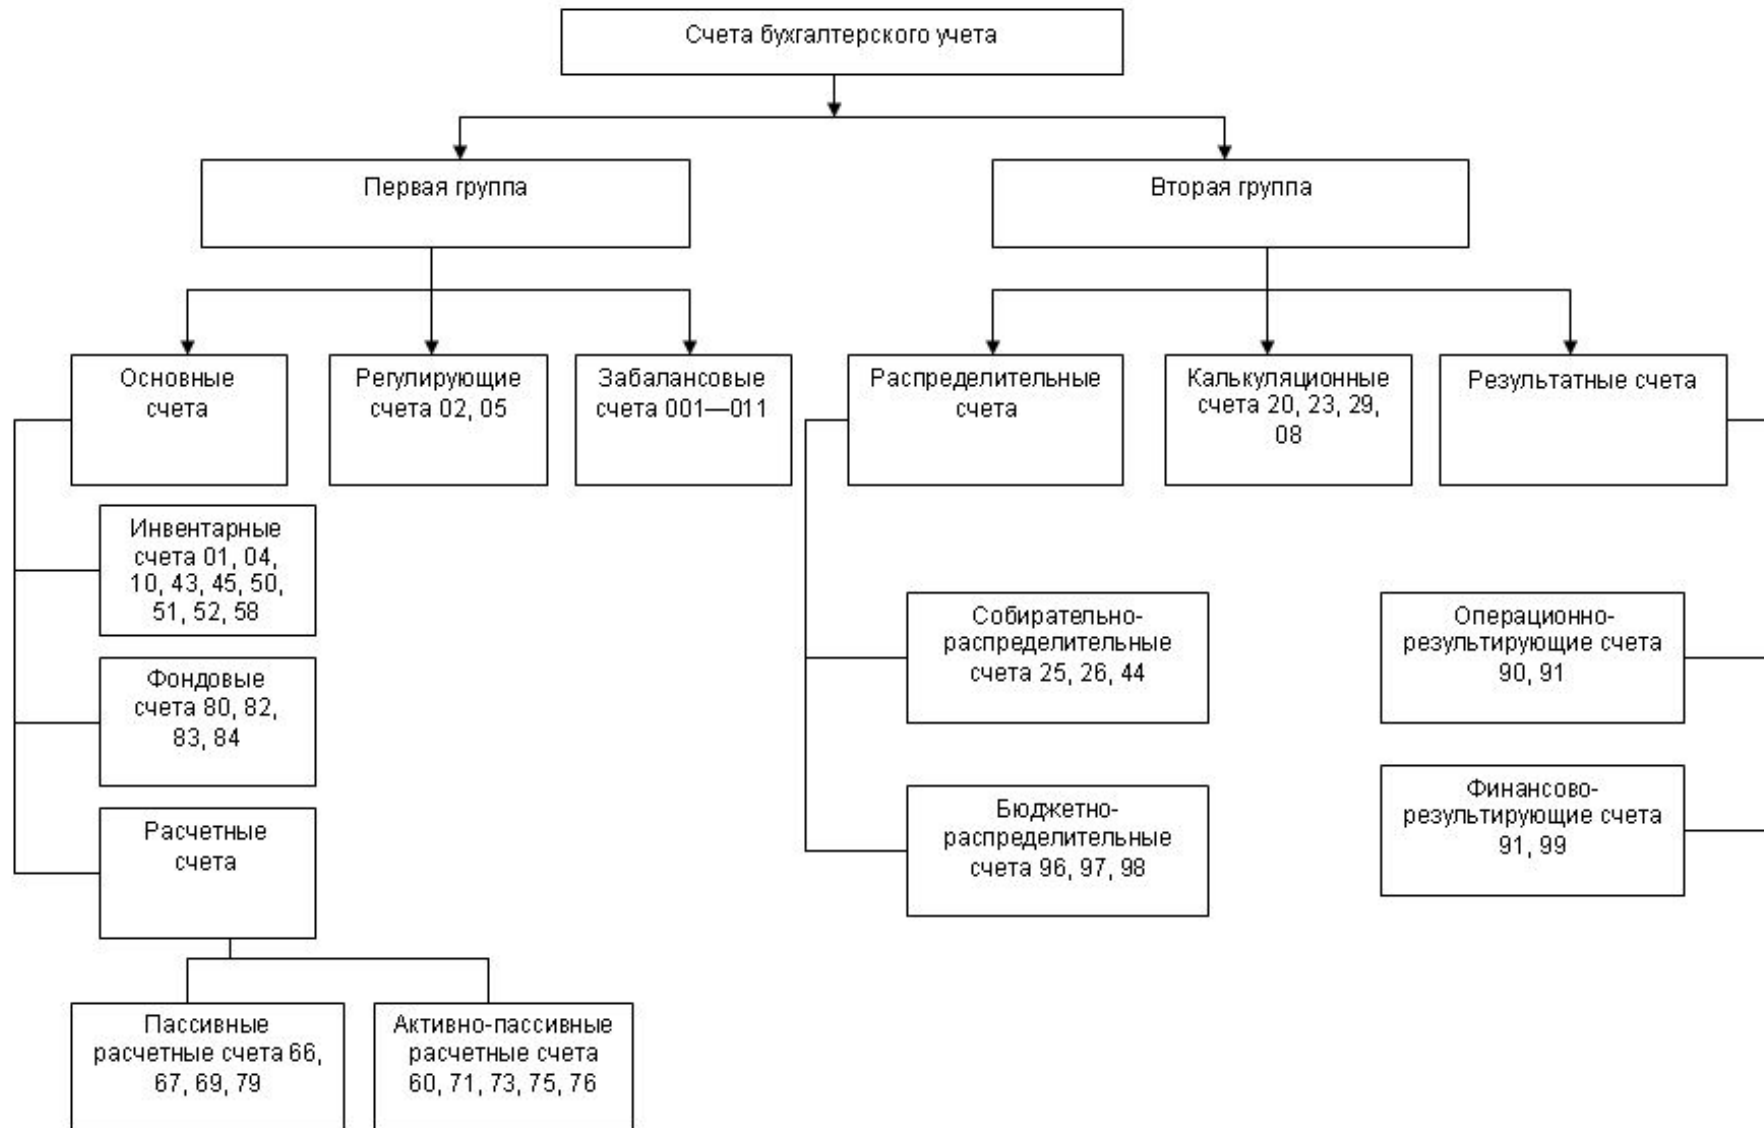 Счета бухгалтерского учета
Первая группа
Вторая группа
Основные
счета
Регулирующие
счета 02, 05
Забалансовые
счета 001—011
Распределительные
счета
Калькуляционные
счета 20, 23, 29,
08
Результатные счета
Инвентарные
счета 01, 04,
10, 43, 45, 50,
51, 52, 58
Фондовые
счета 80, 82,
83, 84
Расчетные
счета
Пассивные
расчетные счета 66,
67, 69, 79
Активно-пассивные
расчетные счета
60, 71, 73, 75, 76
Собирательно-
распределительные
счета 25, 26, 44
Бюджетно-
распределительные
счета 96, 97, 98
Операционно-
результирующие счета
90, 91
Финансово-
результирующие счета
91, 99